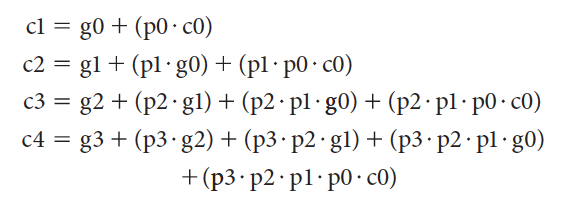 c1 = g0 + (p0 · c0)
c2 = g1 + (p1 · g0) + (p1 · p0 · c0)
c3 = g2 + (p2 · g1) + (p2 · p1 · g0) + (p2 · p1 · p0 · c0)
c4 = g3 + (p3 · g2) + (p3 · p2 · g1) + (p3 · p2 · p1 · g0)
+ (p3 · p2 · p1 · p0 · c0)